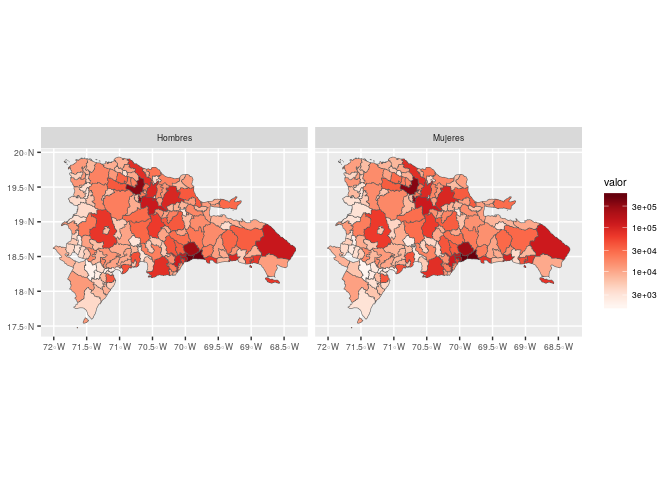 Hombres Mujeres
20◦N
19.5◦N
19◦N
18.5◦N
18◦N
17.5◦N
72◦W 71.5◦W 71◦W 70.5◦W 70◦W 69.5◦W 69◦W 68.5◦W 72◦W 71.5◦W 71◦W 70.5◦W 70◦W 69.5◦W 69◦W 68.5◦W
valor
3e+05
1e+05
3e+04
1e+04
3e+03